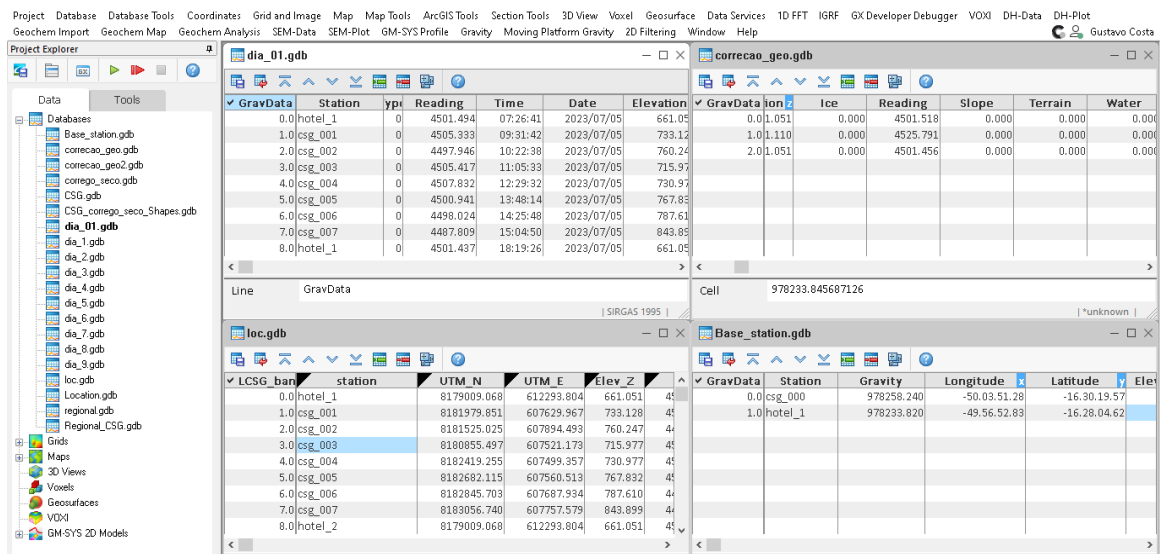 Project Database Database Tools Coordinates Grid and Image Map Map Tools ArcGIS Tools Section Tools 3D View Voxel Geosurface Data Services 1D FFT IGRF GX Developer Debugger VOXI DH-Data DH-Plot
Geochem Import Geochem Map Geochem Analysis SEM-Data SEM-Plot GM-SYS Profile Gravity Moving Platform Gravity 2D Filtering Window Help Gustavo Costa
Project Explorer
GX
Data Tools
Databases
Base_station.gdb
correcao_geo.gdb
correcao_geo2.gdb
corrego_seco.gdb
CSG.gdb
CSG_corrego_seco_Shapes.gdb
dia_01.gdb
dia_1.gdb
dia_2.gdb
dia_3.gdb
dia_4.gdb
dia_5.gdb
dia_6.gdb
dia_7.gdb
dia_8.gdb
dia_9.gdb
loc.gdb
Location.gdb
regional.gdb
Regional_CSG.gdb
Grids
Maps
3D Views
Voxels
Geosurfaces
VOXI
GM-SYS 2D Models
dia_01.gdb
GravData Station ype Reading Time Date Elevation
0.0 hotel_1 0 4501.494 07:26:41 2023/07/05 661.05
1.0 csg_001 0 4505.333 09:31:42 2023/07/05 733.12
2.0 csg_002 0 4497.946 10:22:38 2023/07/05 760.24
3.0 csg_003 0 4505.417 11:05:33 2023/07/05 715.97
4.0 csg_004 0 4507.832 12:29:32 2023/07/05 730.97
5.0 csg_005 0 4500.941 13:48:14 2023/07/05 767.83
6.0 csg_006 0 4498.024 14:25:48 2023/07/05 787.61
7.0 csg_007 0 4487.809 15:04:50 2023/07/05 843.89
8.0 hotel_1 0 4501.437 18:19:26 2023/07/05 661.05
Line GravData
| SIRGAS 1995 |
correcao_geo.gdb
GravData ion z Ice Reading Slope Terrain Water
0.0 1.051 0.000 4501.518 0.000 0.000 0.000
1.0 1.110 0.000 4525.791 0.000 0.000 0.000
2.0 1.051 0.000 4501.456 0.000 0.000 0.000
Cell 978233.845687126
| *unknown |
loc.gdb
LCSG_ban station UTM_N UTM_E Elev_Z
0.0 hotel_1 8179009.068 612293.804 661.051 45
1.0 csg_001 8181979.851 607629.967 733.128 45
2.0 csg_002 8181525.025 607894.493 760.247 44
3.0 csg_003 8180855.497 607521.173 715.977 45
4.0 csg_004 8182419.255 607499.357 730.977 45
5.0 csg_005 8182682.115 607560.513 767.832 45
6.0 csg_006 8182845.703 607687.934 787.610 44
7.0 csg_007 8183056.740 607757.579 843.899 44
8.0 hotel_2 8179009.068 612293.804 661.051 45
Base_station.gdb
GravData Station Gravity Longitude x Latitude y Elev
0.0 csg_000 978258.240 -50.03.51.28 -16.30.19.57
1.0 hotel_1 978233.820 -49.56.52.83 -16.28.04.62